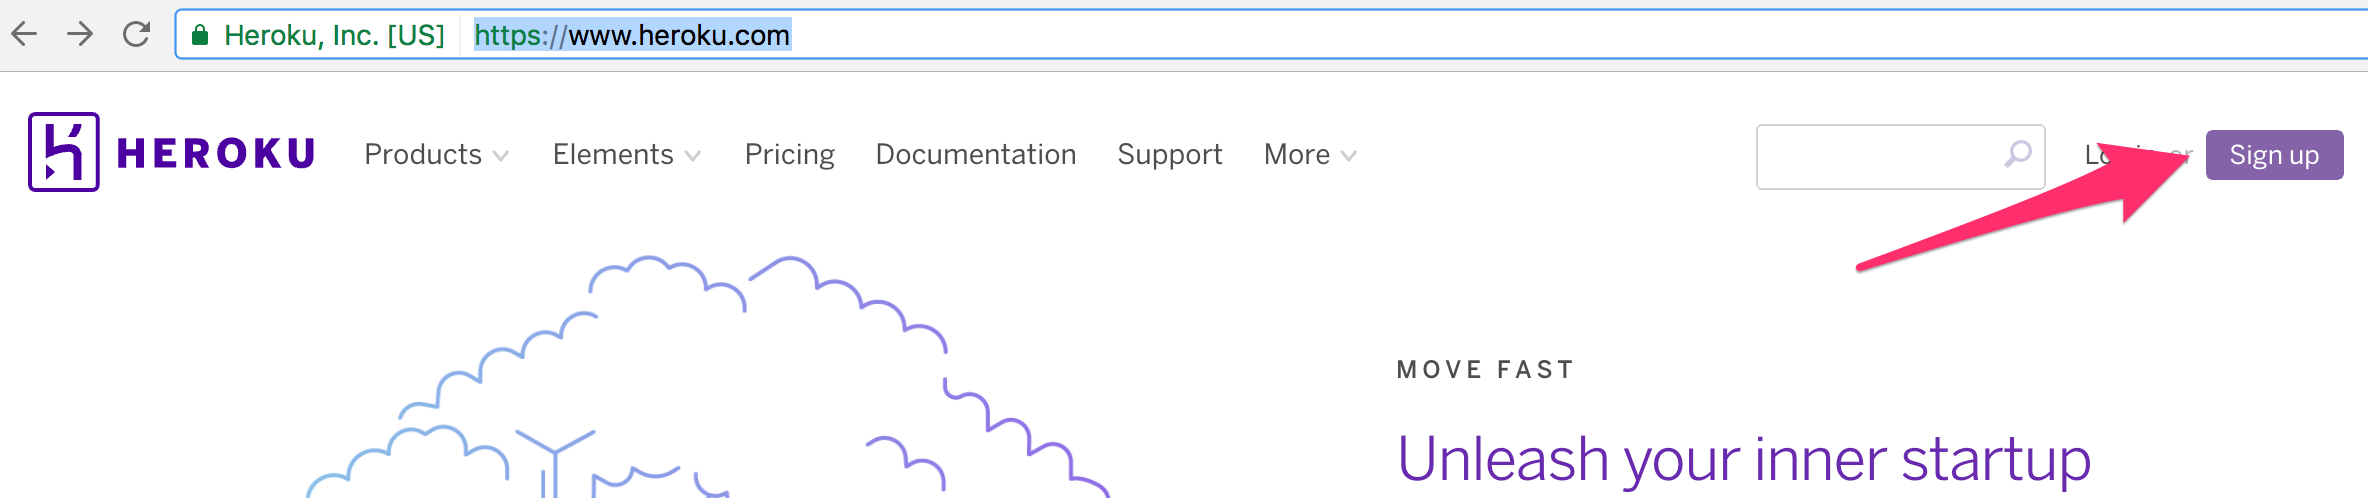 Heroku, Inc. [US] https://www.heroku.com
HEROKU Products Elements Pricing Documentation Support More or Sign up
MOVE FAST
Unleash your inner startup